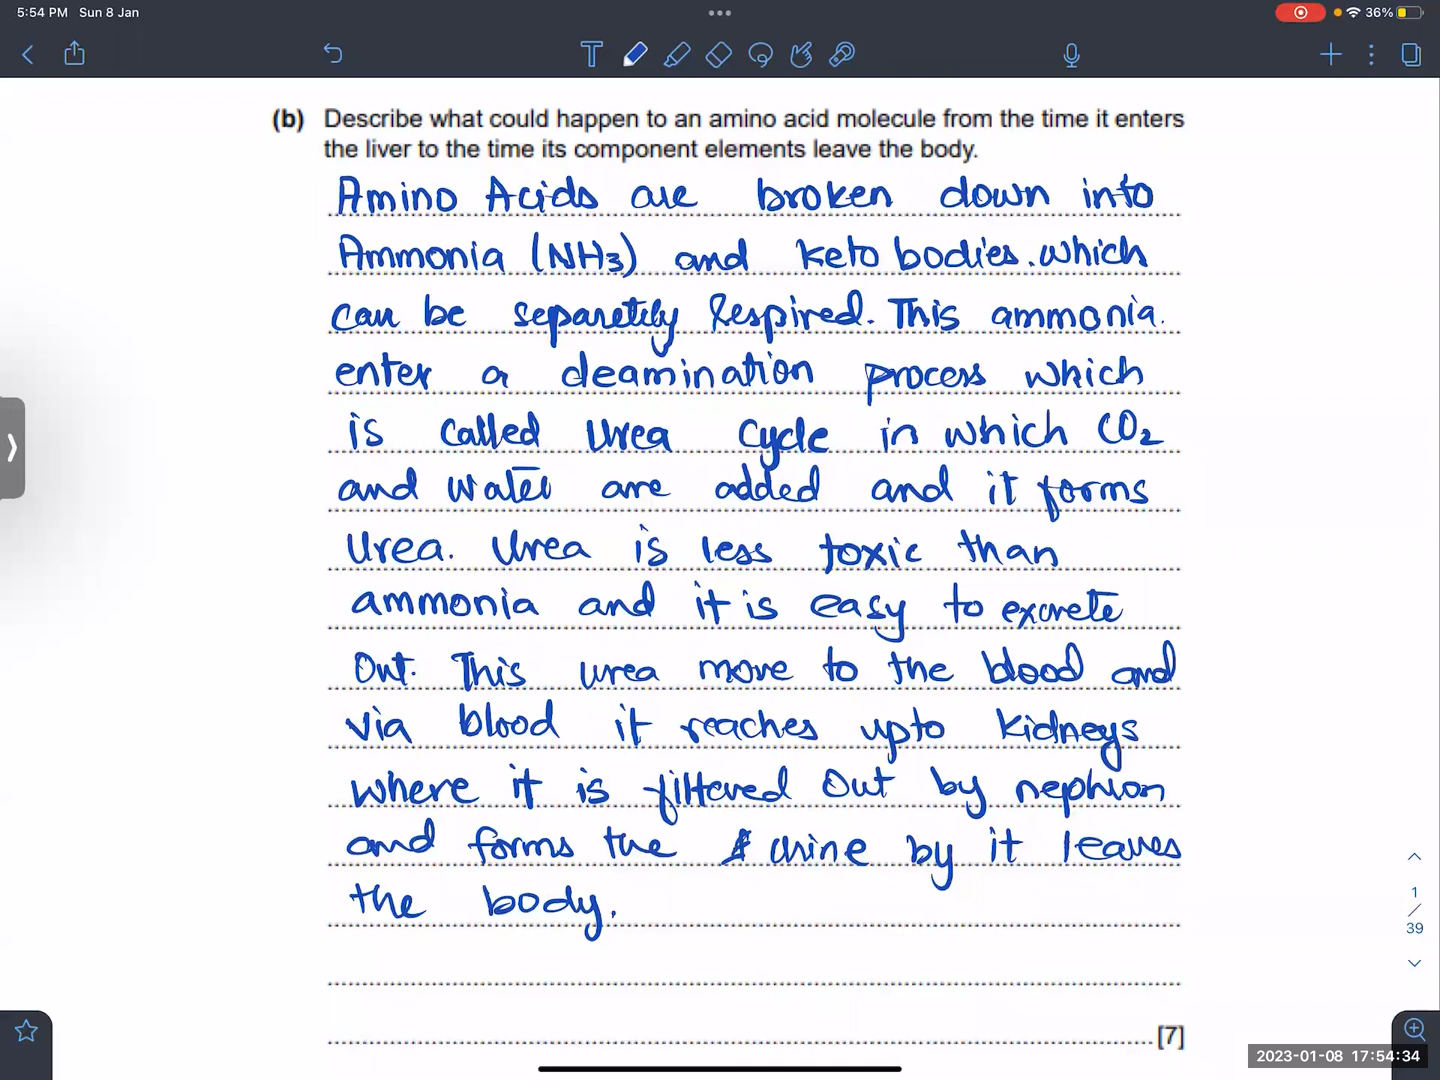 5:54 PM Sun 8 Jan
36%
(b) Describe what could happen to an amino acid molecule from the time it enters
the liver to the time its component elements leave the body.
Amino Acids are broken down into
Ammonia (NH3) and keto bodies. which
can be separetely Respired. This ammonia
enter a deamination process which
is called Urea Cycle in which CO2
and water are added and it forms
Urea. Urea is less toxic than
ammonia and it is easy to excrete
Out. This urea move to the blood and
via blood it reaches upto kidneys
where it is filtered Out by nephron
and forms the urine by it leaves
the body.
[7]
1
/
39
2023-01-08 17:54:34